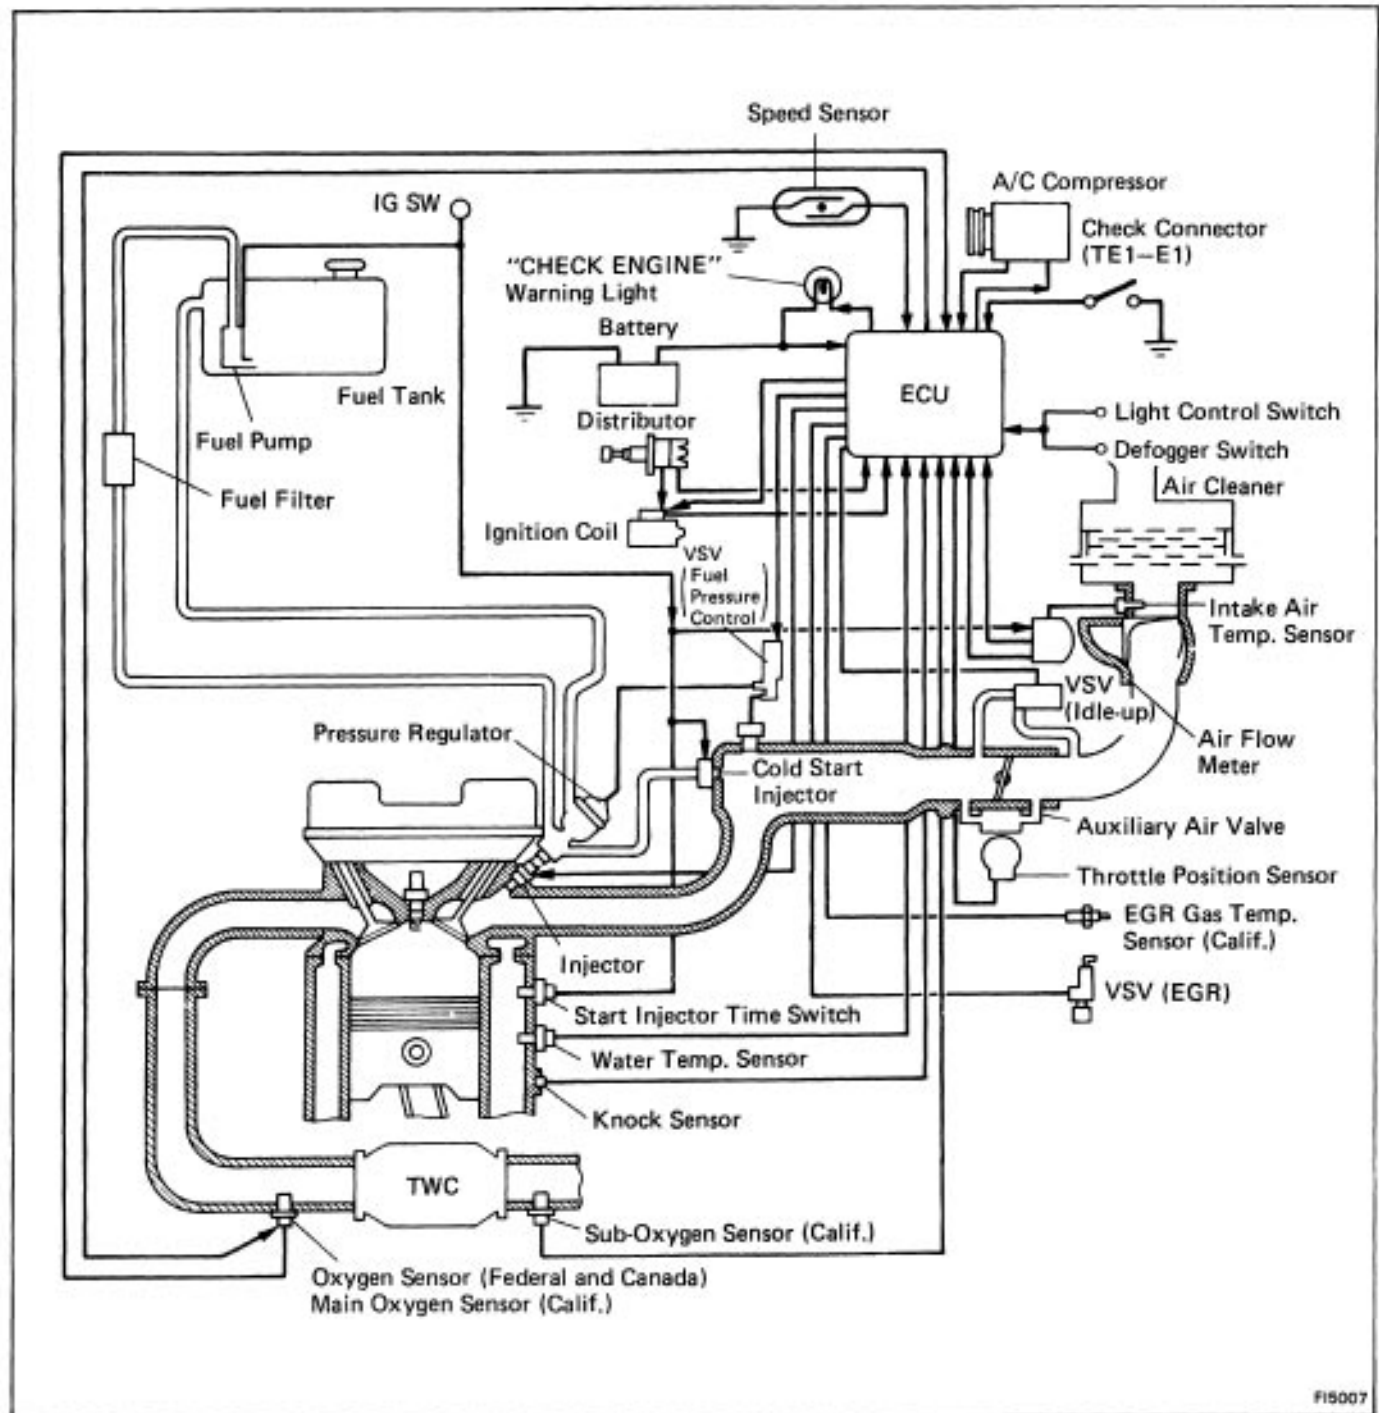 Speed Sensor
IG SW
A/C Compressor
Check Connector
(TE1–E1)
"CHECK ENGINE"
Warning Light
Battery
Fuel Tank
ECU
Light Control Switch
Distributor
Fuel Pump
Defogger Switch
Fuel Filter
Air Cleaner
Ignition Coil
VSV
Fuel
Pressure
Control
Intake Air
Temp. Sensor
VSV
(Idle-up)
Pressure Regulator
Air Flow
Meter
Cold Start
Injector
Auxiliary Air Valve
Throttle Position Sensor
EGR Gas Temp.
Sensor (Calif.)
Injector
VSV (EGR)
Start Injector Time Switch
Water Temp. Sensor
Knock Sensor
TWC
Sub-Oxygen Sensor (Calif.)
Oxygen Sensor (Federal and Canada)
Main Oxygen Sensor (Calif.)
FI5007